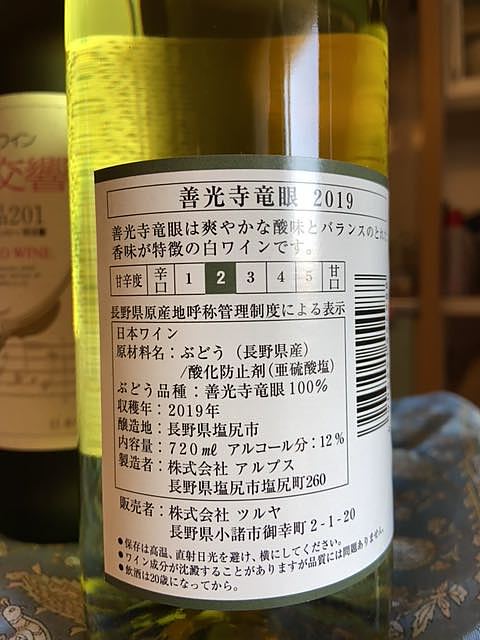 善光寺竜眼 2019
善光寺竜眼は爽やかな酸味とバランスのとれた
香味が特徴の白ワインです。
甘辛度 辛口 1 2 3 4 5 甘口
長野県原産地呼称管理制度による表示
日本ワイン
原材料名：ぶどう（長野県産）
/酸化防止剤(亜硫酸塩)
ぶどう品種：善光寺竜眼100%
収穫年：2019年
醸造地：長野県塩尻市
内容量：720㎖ アルコール分：12%
製造者：株式会社 アルプス
長野県塩尻市塩尻町260
販売者：株式会社 ツルヤ
長野県小諸市御幸町2-1-20
●保存は高温、直射日光を避け、横にしてください。
●ワイン成分が沈澱することがありますが品質には問題ありません。
●飲酒は20歳になってから。
ワイン
交響
201
WINE